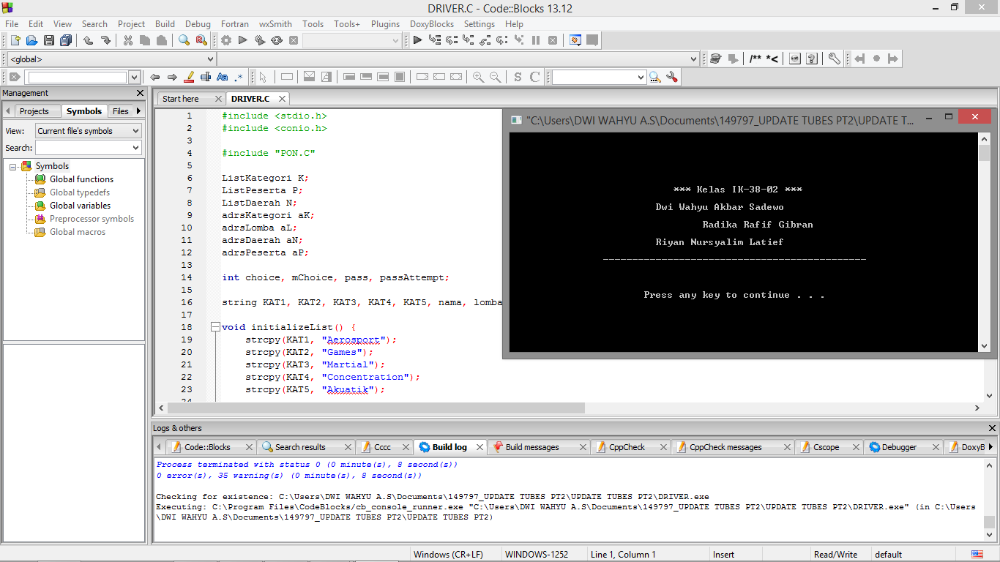 DRIVER.C - Code::Blocks 13.12
File Edit View Search Project Build Debug Fortran wxSmith Tools Tools+ Plugins DoxyBlocks Settings Help
<global>
/** *<
Aa .*
S C
Management
Projects Symbols Files
View: Current file's symbols
Search:
Symbols
Global functions
Global typedefs
Global variables
Preprocessor symbols
Global macros
Start here DRIVER.C
1 #include <stdio.h>
2 #include <conio.h>
3
4 #include "PON.C"
5
6 ListKategori K;
7 ListPeserta P;
8 ListDaerah N;
9 adrsKategori aK;
10 adrsLomba aL;
11 adrsDaerah aN;
12 adrsPeserta aP;
13
14 int choice, mChoice, pass, passAttempt;
15
16 string KAT1, KAT2, KAT3, KAT4, KAT5, nama, lomba
17
18 void initializeList() {
19 strcpy(KAT1, "Aerosport");
20 strcpy(KAT2, "Games");
21 strcpy(KAT3, "Martial");
22 strcpy(KAT4, "Concentration");
23 strcpy(KAT5, "Akuatik");
24
"C:\Users\DWI WAHYU A.S\Documents\149797_UPDATE TUBES PT2\UPDATE T...
*** Kelas IK-38-02 ***
Dwi Wahyu Akbar Sadewo
Radika Rafif Gibran
Riyan Nursyalim Latief
---------------------------------------------
Press any key to continue . . .
Logs & others
Code::Blocks Search results Cccc Build log Build messages CppCheck CppCheck messages Cscope Debugger DoxyB
Process terminated with status 0 (0 minute(s), 8 second(s))
0 error(s), 35 warning(s) (0 minute(s), 8 second(s))
Checking for existence: C:\Users\DWI WAHYU A.S\Documents\149797_UPDATE TUBES PT2\UPDATE TUBES PT2\DRIVER.exe
Executing: C:\Program Files\CodeBlocks/cb_console_runner.exe "C:\Users\DWI WAHYU A.S\Documents\149797_UPDATE TUBES PT2\UPDATE TUBES PT2\DRIVER.exe" (in C:\Users
\DWI WAHYU A.S\Documents\149797_UPDATE TUBES PT2\UPDATE TUBES PT2)
Windows (CR+LF) WINDOWS-1252 Line 1, Column 1 Insert Read/Write default